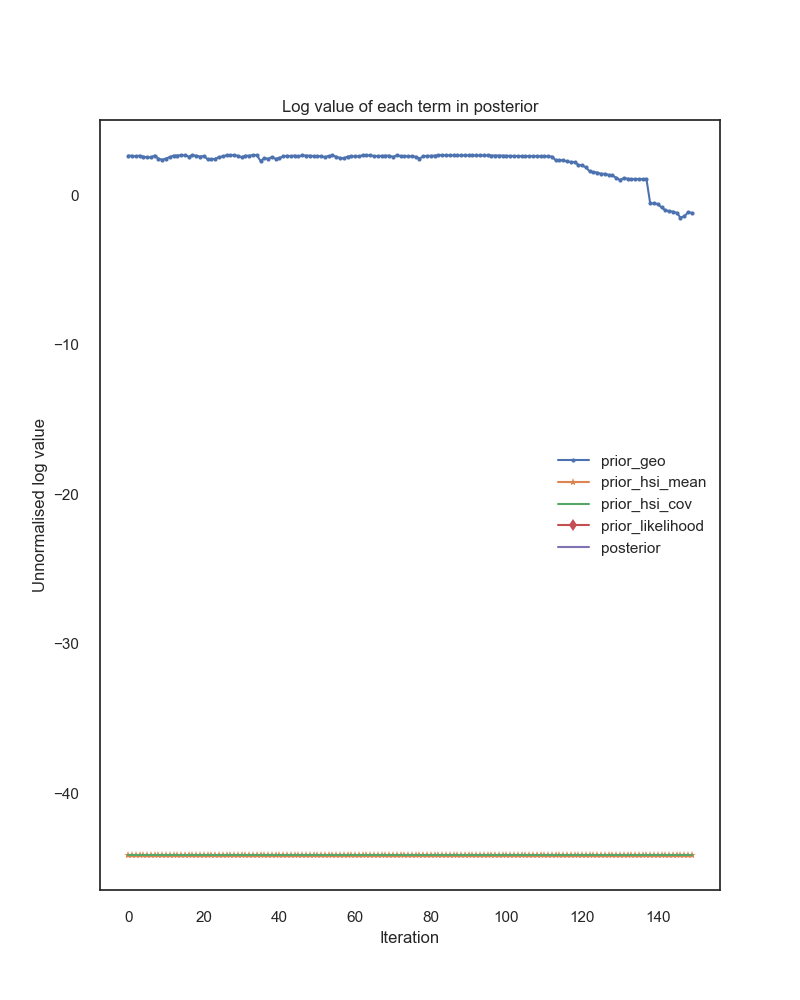 Log value of each term in posterior
Unnormalised log value
0
−10
−20
−30
−40
prior_geo
prior_hsi_mean
prior_hsi_cov
prior_likelihood
posterior
0 20 40 60 80 100 120 140
Iteration